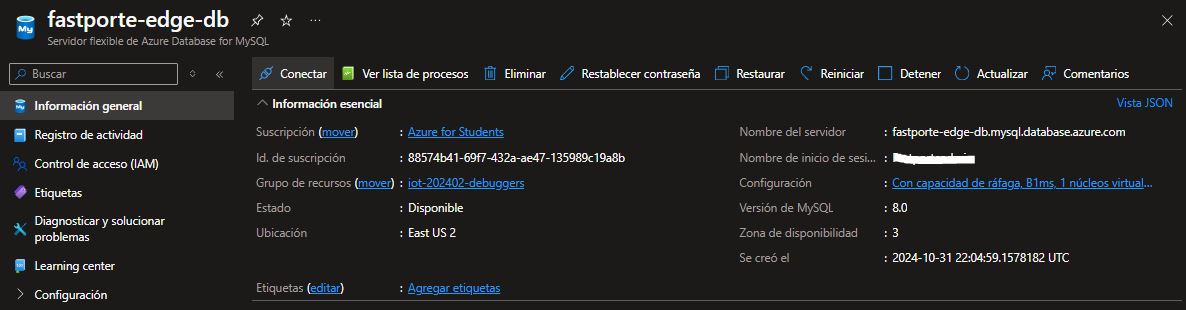 fastporte-edge-db
Servidor flexible de Azure Database for MySQL
Buscar
Información general
Registro de actividad
Control de acceso (IAM)
Etiquetas
Diagnosticar y solucionar
problemas
Learning center
Configuración
Conectar Ver lista de procesos Eliminar Restablecer contraseña Restaurar Reiniciar Detener Actualizar Comentarios
Información esencial
Vista JSON
Suscripción (mover) : Azure for Students
Id. de suscripción : 88574b41-69f7-432a-ae47-135989c19a8b
Grupo de recursos (mover) : iot-202402-debuggers
Estado : Disponible
Ubicación : East US 2
Nombre del servidor : fastporte-edge-db.mysql.database.azure.com
Nombre de inicio de sesi... :
Configuración : Con capacidad de ráfaga, B1ms, 1 núcleos virtual...
Versión de MySQL : 8.0
Zona de disponibilidad : 3
Se creó el : 2024-10-31 22:04:59.1578182 UTC
Etiquetas (editar) : Agregar etiquetas